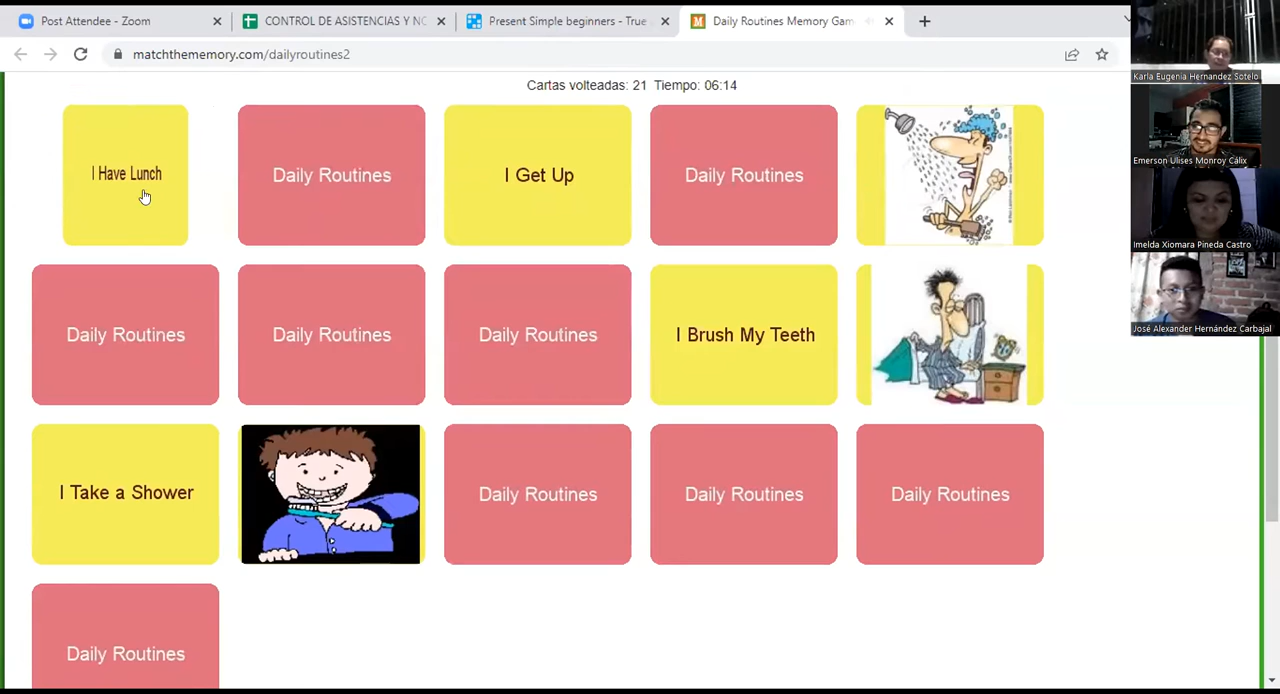 Post Attendee - Zoom
CONTROL DE ASISTENCIAS Y NO
Present Simple beginners - True
Daily Routines Memory Gam
matchthememory.com/dailyroutines2
Cartas volteadas: 21 Tiempo: 06:14
I Have Lunch
Daily Routines
I Get Up
Daily Routines
Daily Routines
Daily Routines
Daily Routines
I Brush My Teeth
I Take a Shower
Daily Routines
Daily Routines
Daily Routines
Daily Routines
Karla Eugenia Hernandez Sotelo
Emerson Ulises Monroy Cálix
Imelda Xiomara Pineda Castro
José Alexander Hernández Carbajal